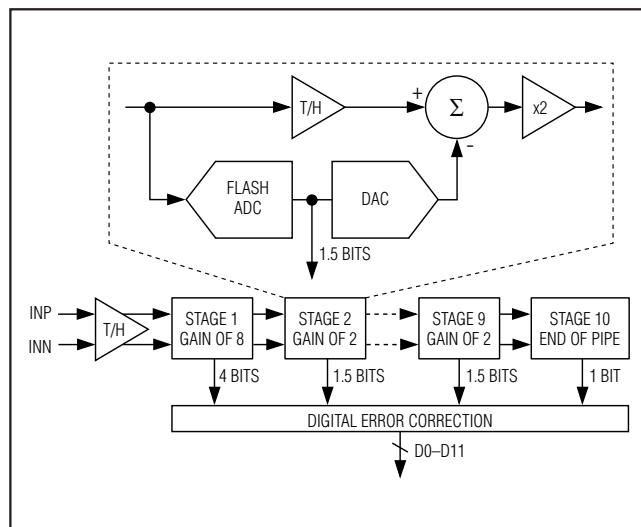 T/H
+
Σ
x2
-
FLASH
ADC
DAC
1.5 BITS
INP
INN
T/H
STAGE 1
GAIN OF 8
STAGE 2
GAIN OF 2
STAGE 9
GAIN OF 2
STAGE 10
END OF PIPE
4 BITS
1.5 BITS
1.5 BITS
1 BIT
DIGITAL ERROR CORRECTION
D0–D11